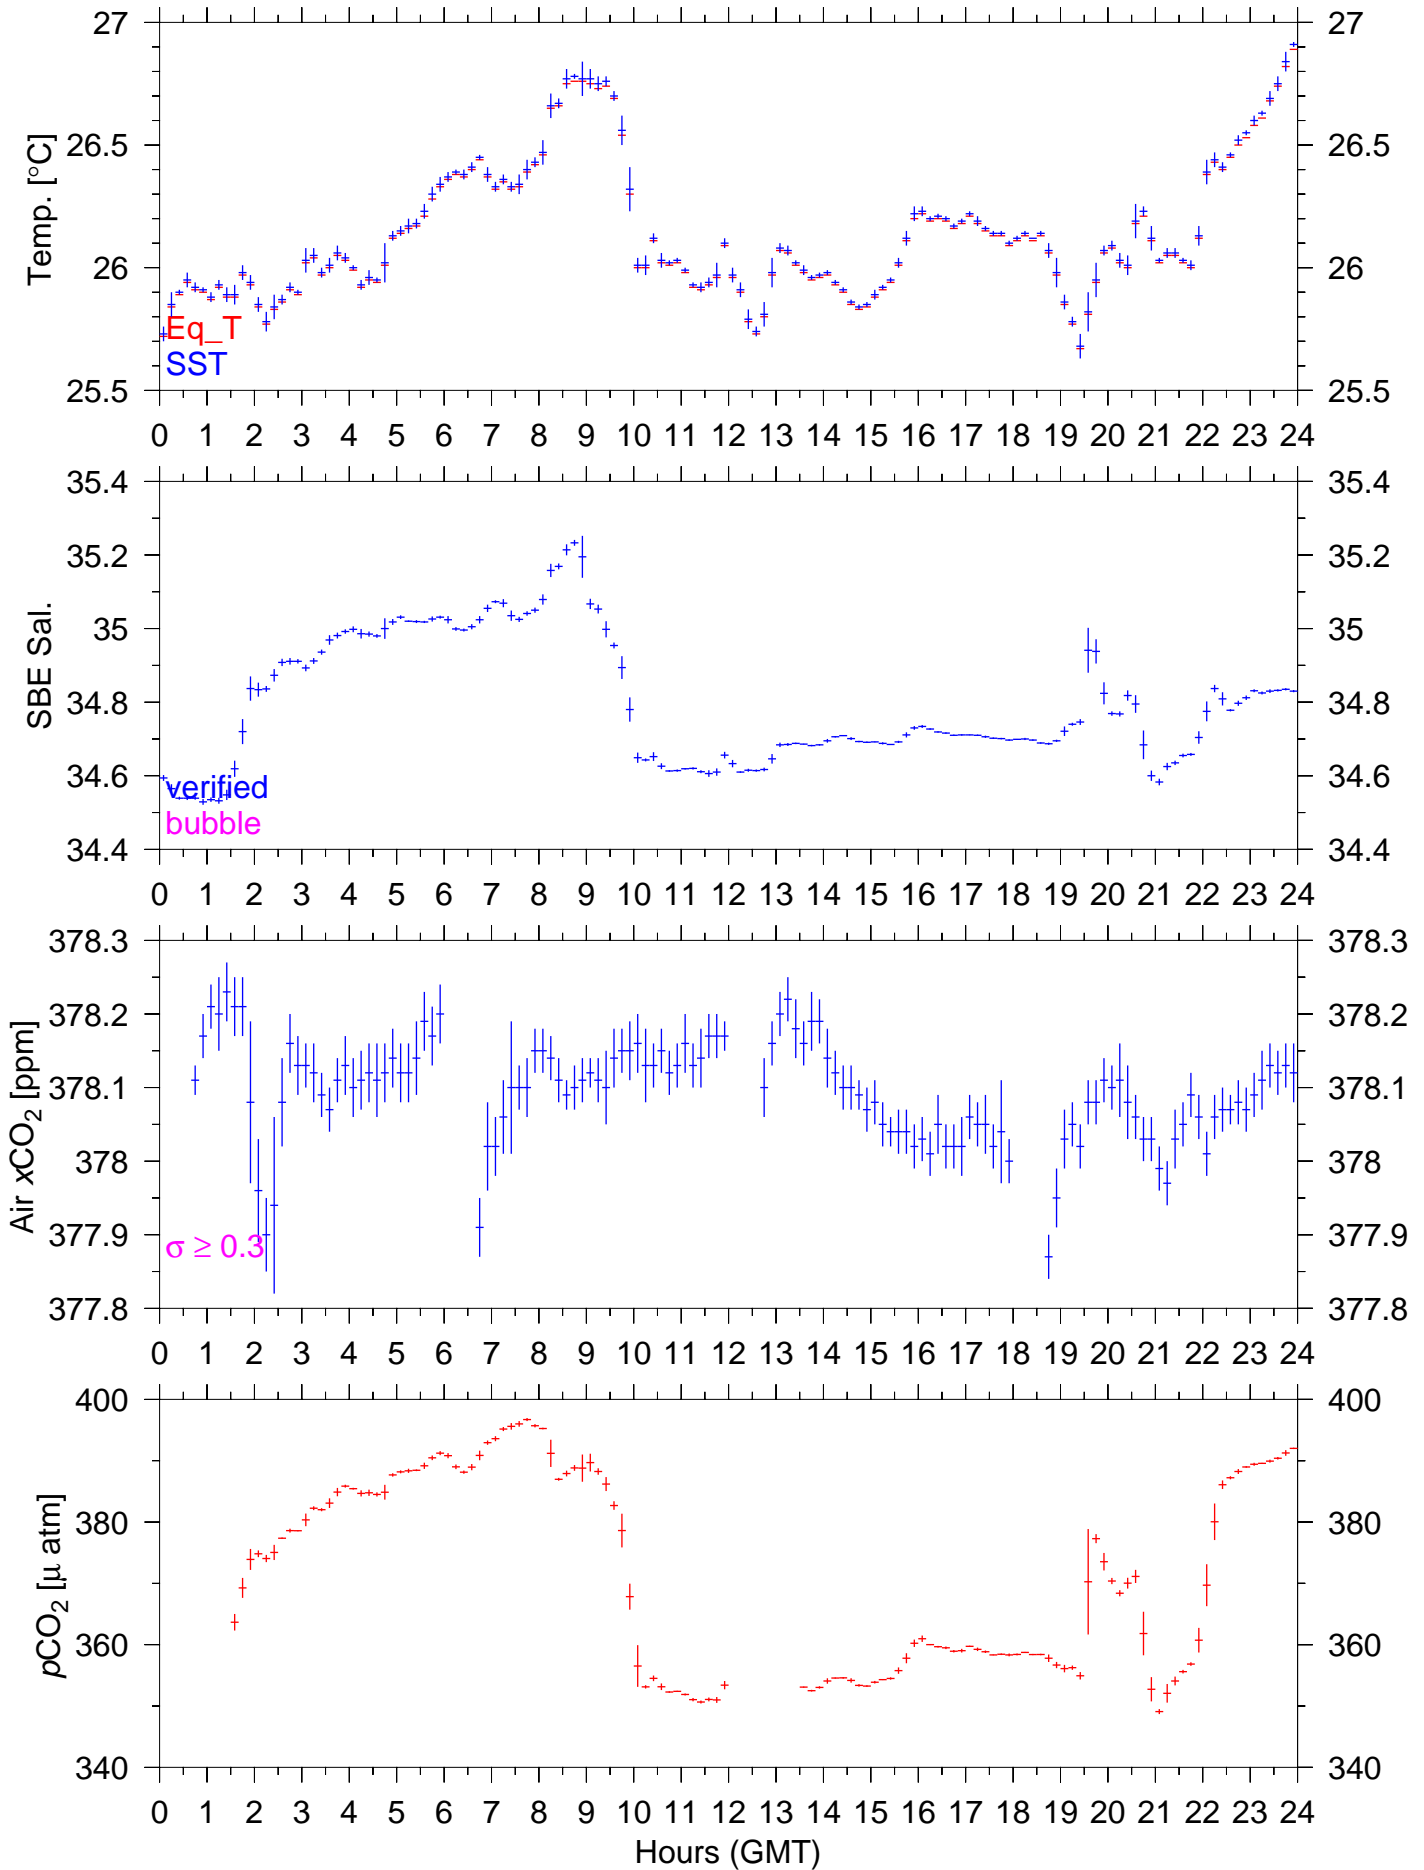 27 27
26.5 26.5
26 26
25.5 25.5
Temp. [°C]
Eq_T
SST
0 1 2 3 4 5 6 7 8 9 10 11 12 13 14 15 16 17 18 19 20 21 22 23 24
35.4 35.4
35.2 35.2
35 35
34.8 34.8
34.6 34.6
34.4 34.4
SBE Sal.
verified
bubble
0 1 2 3 4 5 6 7 8 9 10 11 12 13 14 15 16 17 18 19 20 21 22 23 24
378.3 378.3
378.2 378.2
378.1 378.1
378 378
377.9 377.9
377.8 377.8
Air xCO₂ [ppm]
σ ≥ 0.3
0 1 2 3 4 5 6 7 8 9 10 11 12 13 14 15 16 17 18 19 20 21 22 23 24
400 400
380 380
360 360
340 340
pCO₂ [μ atm]
0 1 2 3 4 5 6 7 8 9 10 11 12 13 14 15 16 17 18 19 20 21 22 23 24
Hours (GMT)